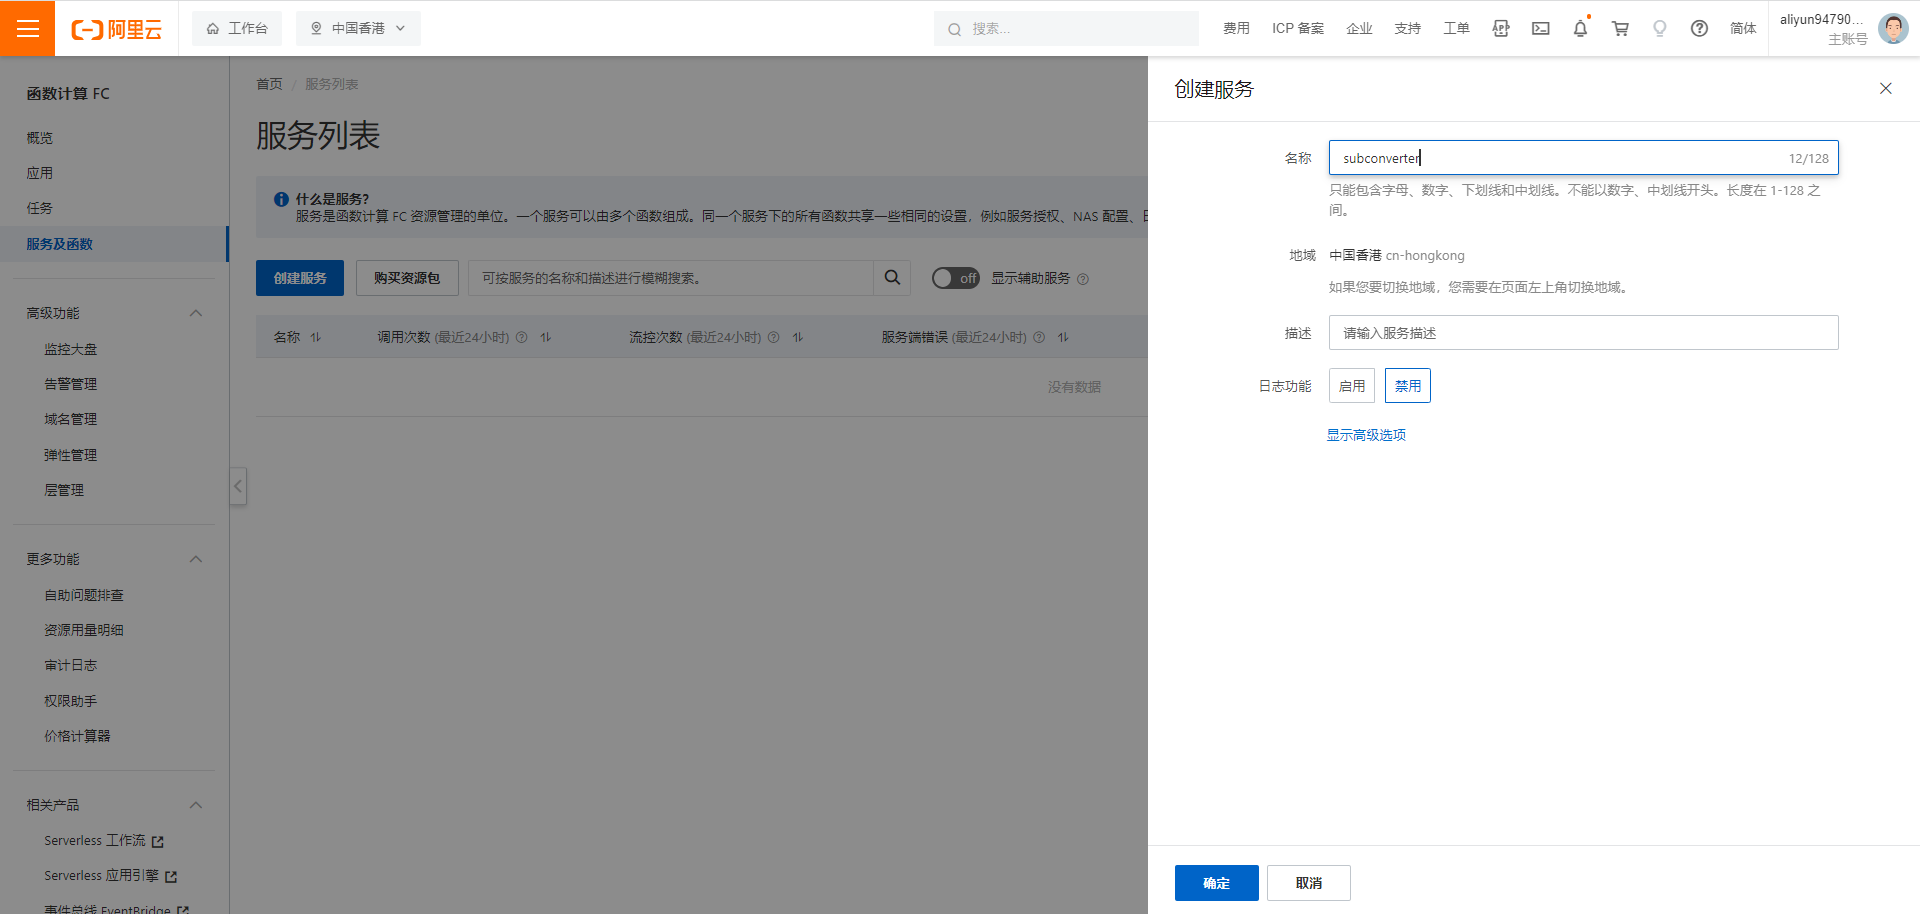 阿里云
工作台
中国香港
搜索...
费用
ICP 备案
企业
支持
工单
简体
aliyun94790...
主账号
函数计算 FC
概览
应用
任务
服务及函数
高级功能
监控大盘
告警管理
域名管理
弹性管理
层管理
更多功能
自助问题排查
资源用量明细
审计日志
权限助手
价格计算器
相关产品
Serverless 工作流
Serverless 应用引擎
事件总线 EventBridge
首页 / 服务列表
服务列表
什么是服务?
服务是函数计算 FC 资源管理的单位。一个服务可以由多个函数组成。同一个服务下的所有函数共享一些相同的设置，例如服务授权、NAS 配置、
创建服务
购买资源包
可按服务的名称和描述进行模糊搜索。
off
显示辅助服务
名称
调用次数 (最近24小时)
流控次数 (最近24小时)
服务端错误 (最近24小时)
没有数据
创建服务
名称
subconverter
12/128
只能包含字母、数字、下划线和中划线。不能以数字、中划线开头。长度在 1-128 之
间。
地域
中国香港 cn-hongkong
如果您要切换地域，您需要在页面左上角切换地域。
描述
请输入服务描述
日志功能
启用
禁用
显示高级选项
确定
取消